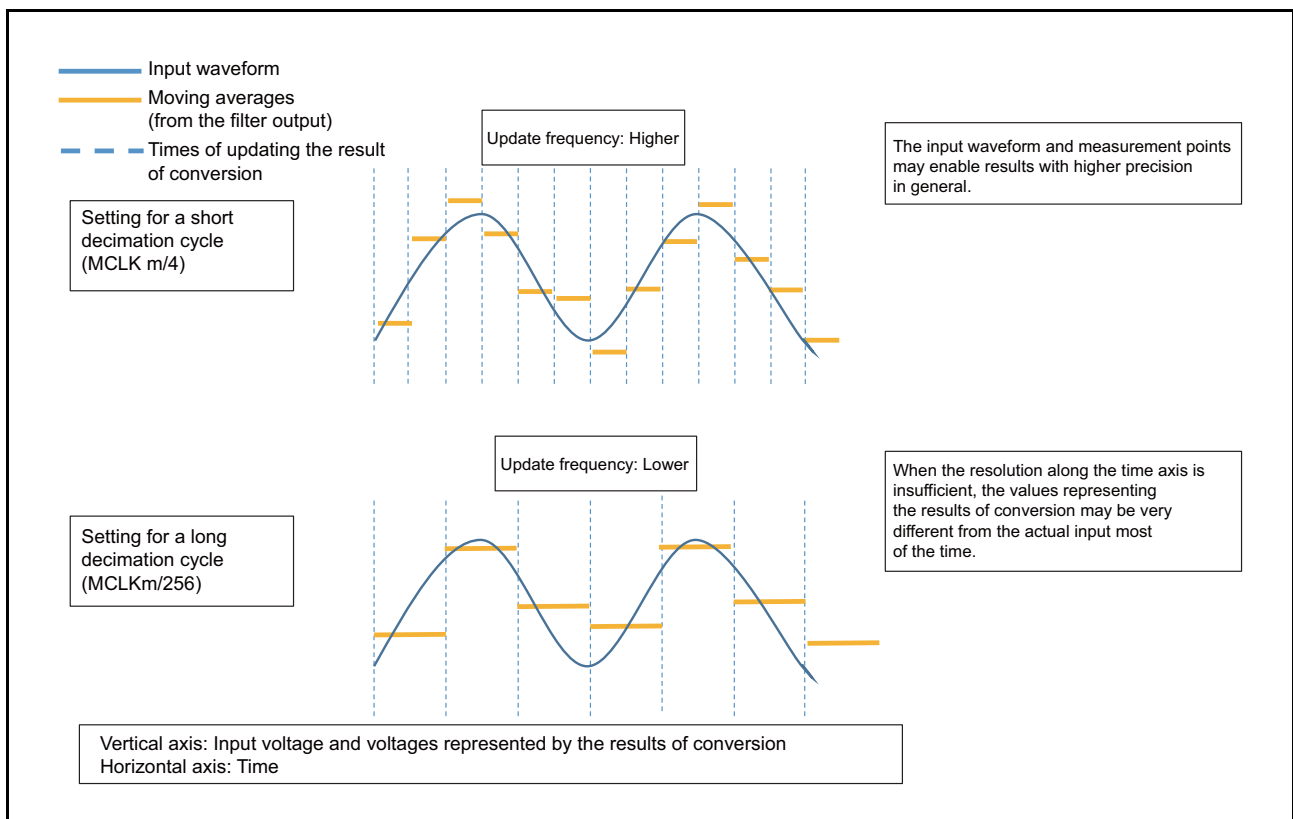 Input waveform
Moving averages
(from the filter output)
Times of updating the result
of conversion
Update frequency: Higher
The input waveform and measurement points
may enable results with higher precision
in general.
Setting for a short
decimation cycle
(MCLK m/4)
Update frequency: Lower
When the resolution along the time axis is
insufficient, the values representing
the results of conversion may be very
different from the actual input most
of the time.
Setting for a long
decimation cycle
(MCLKm/256)
Vertical axis: Input voltage and voltages represented by the results of conversion
Horizontal axis: Time